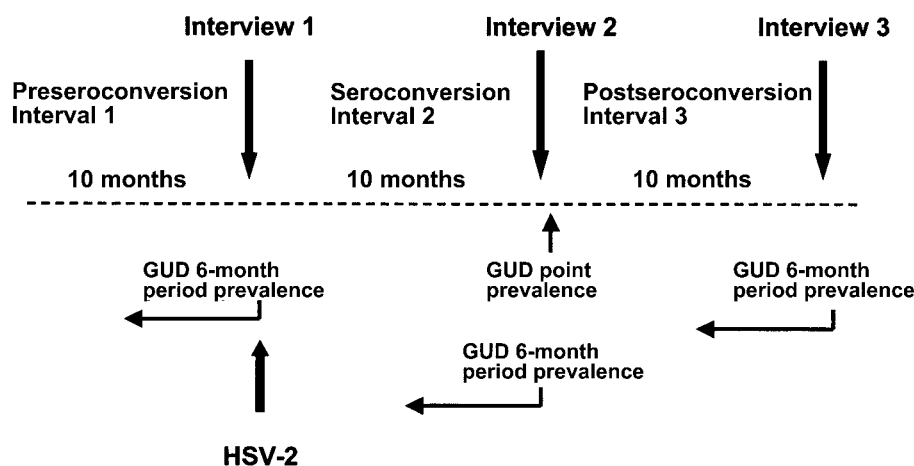 Interview 1
Interview 2
Interview 3
Preseroconversion
Interval 1
Seroconversion
Interval 2
Postseroconversion
Interval 3
10 months
10 months
10 months
GUD 6-month
period prevalence
GUD point
prevalence
GUD 6-month
period prevalence
GUD 6-month
period prevalence
HSV-2